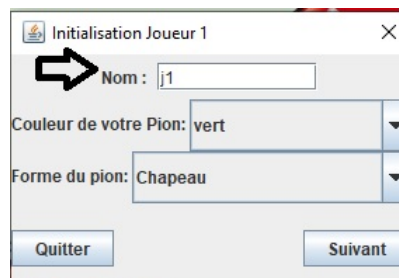 Initialisation Joueur 1
Nom : j1
Couleur de votre Pion: vert
Forme du pion: Chapeau
Quitter Suivant